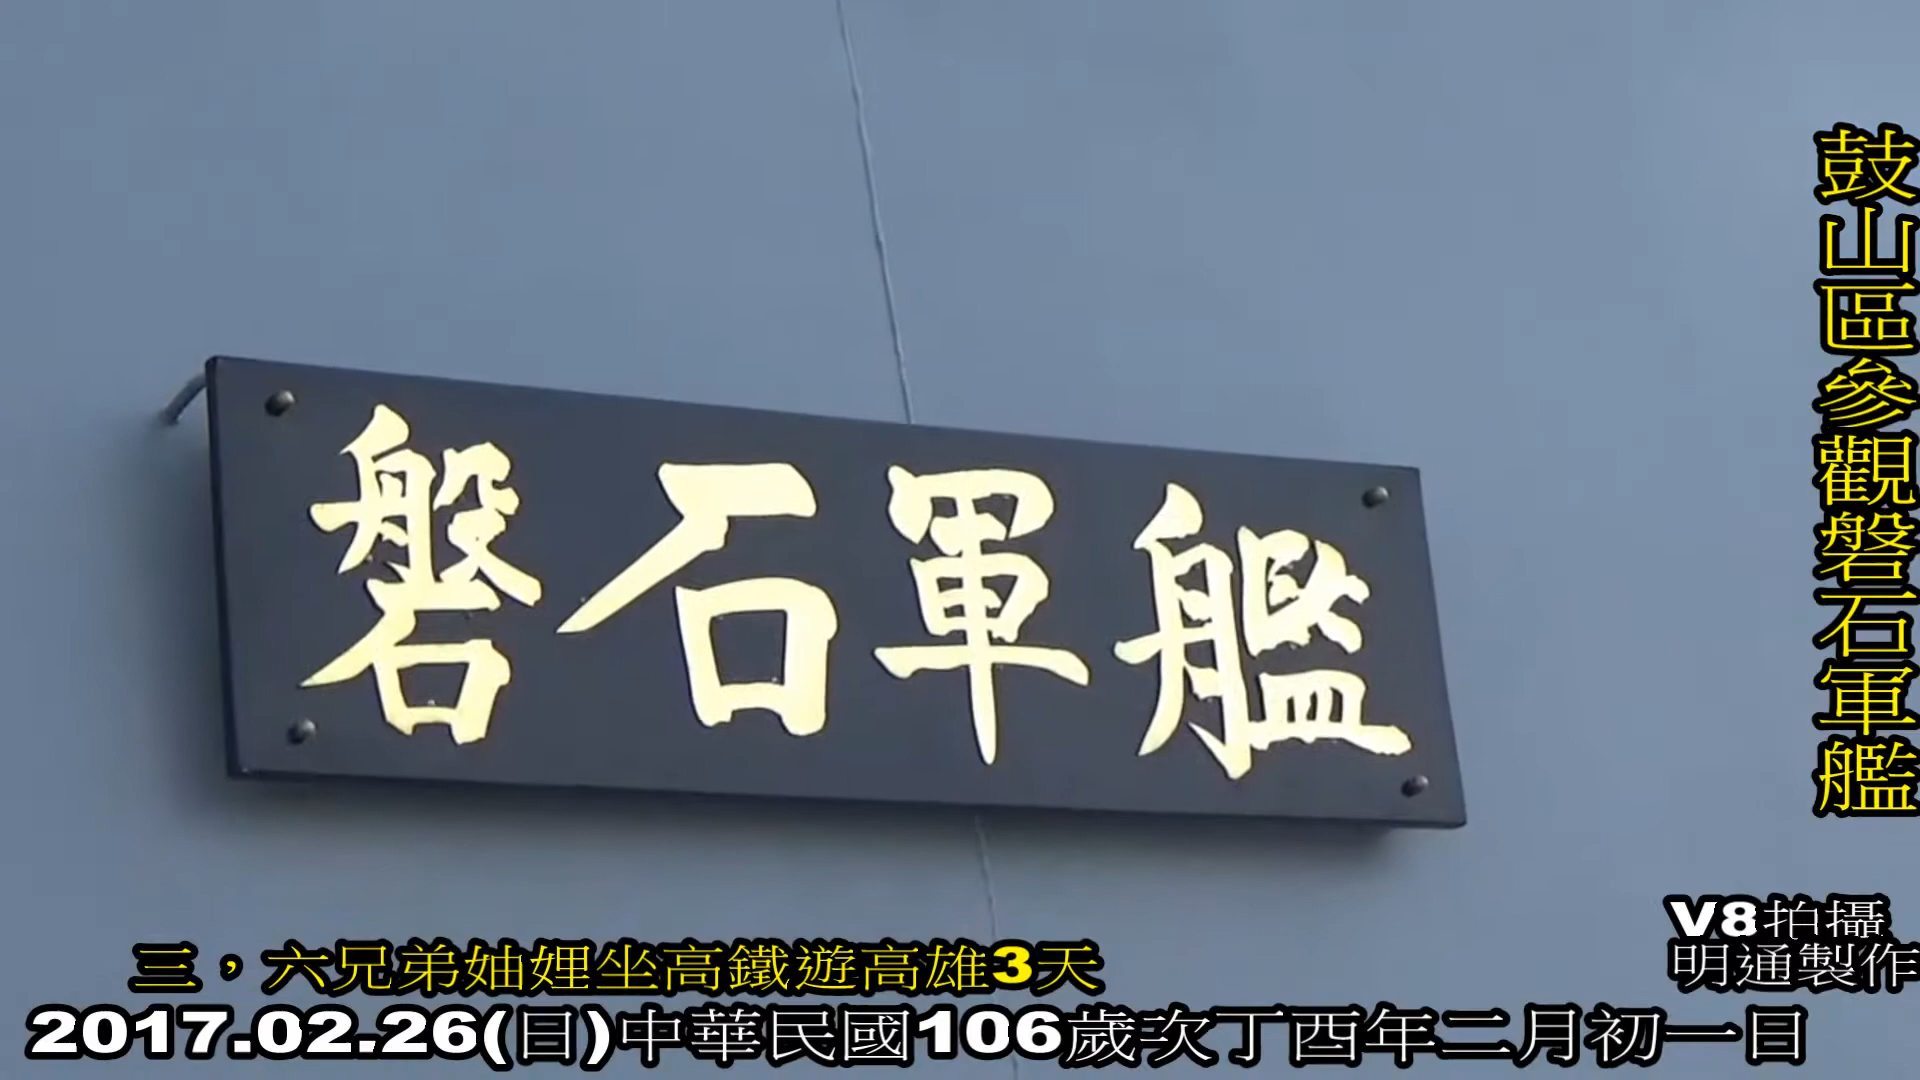 磐石軍艦
鼓山區參觀磐石軍艦
V8拍攝
明通製作
三，六兄弟妯娌坐高鐵遊高雄3天
2017.02.26(日)中華民國106歲次丁酉年二月初一日